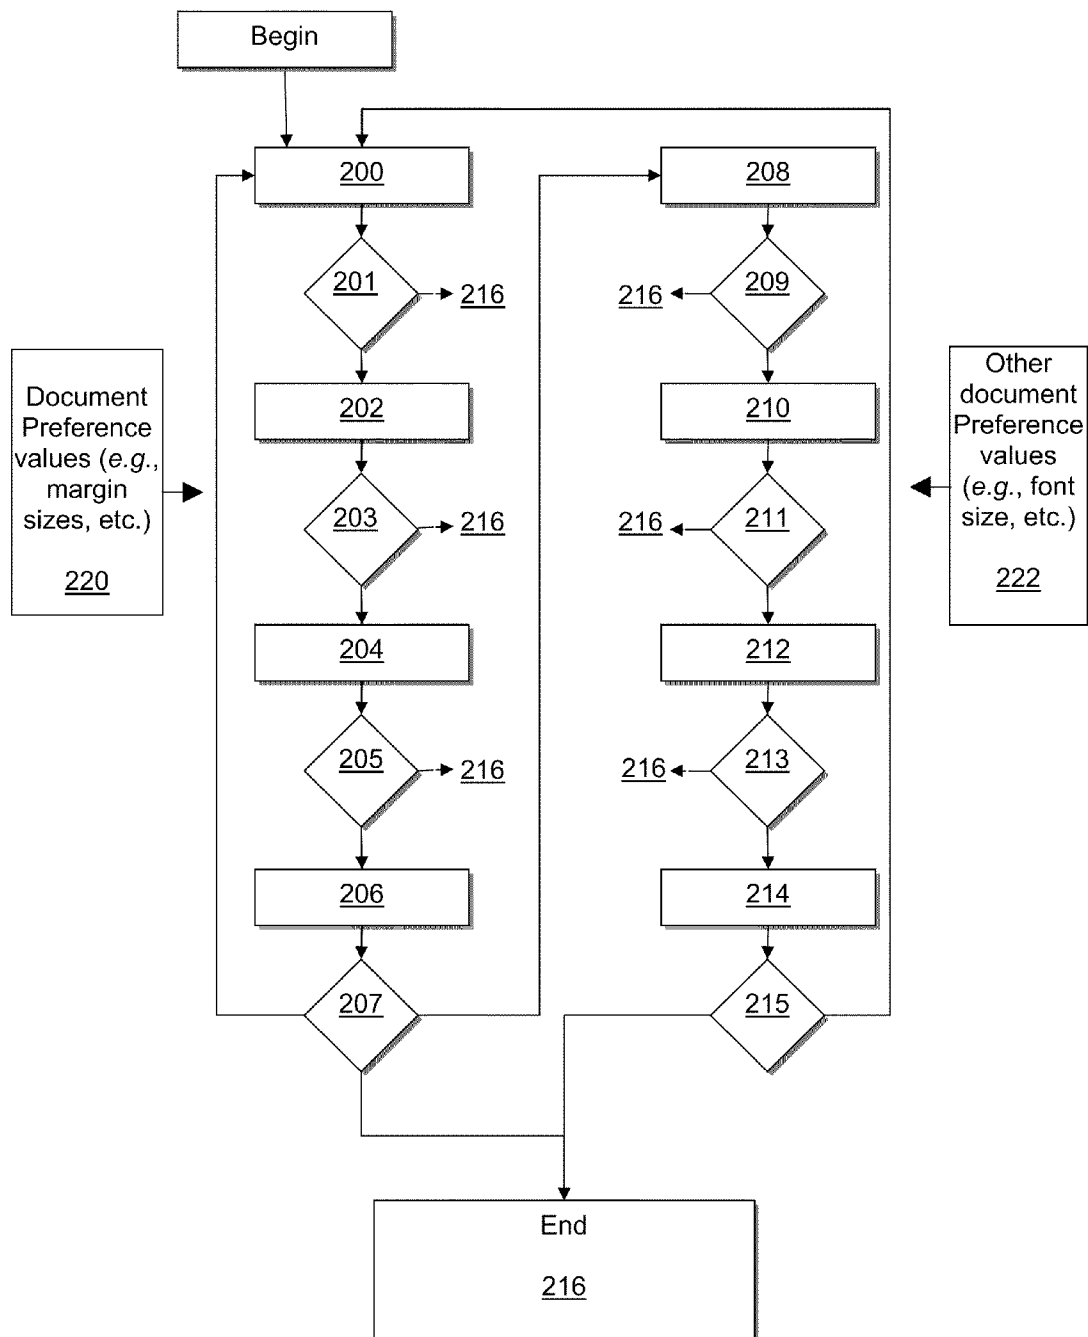 Begin
200
208
201
216
216
209
202
210
203
216
216
211
204
212
205
216
216
213
206
214
207
215
Document
Preference
values (e.g.,
margin
sizes, etc.)
220
Other
document
Preference
values
(e.g., font
size, etc.)
222
End
216